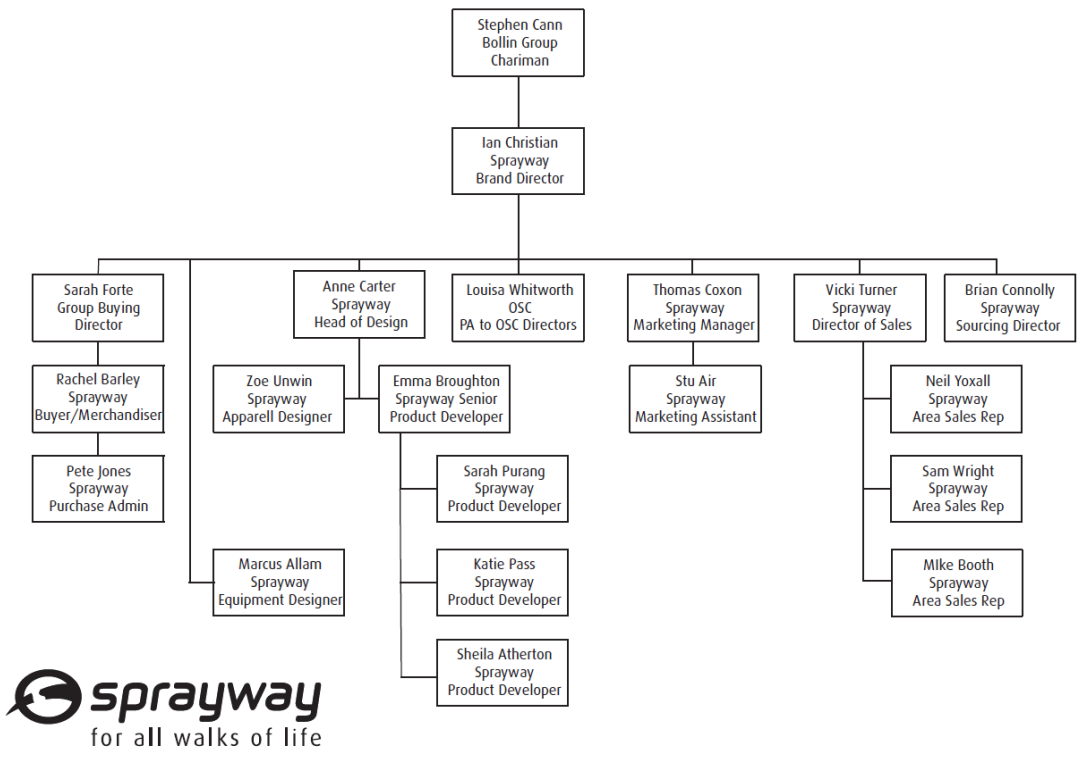 Stephen Cann
Bollin Group
Chariman
Ian Christian
Sprayway
Brand Director
Sarah Forte
Group Buying
Director
Anne Carter
Sprayway
Head of Design
Louisa Whitworth
OSC
PA to OSC Directors
Thomas Coxon
Sprayway
Marketing Manager
Vicki Turner
Sprayway
Director of Sales
Brian Connolly
Sprayway
Sourcing Director
Rachel Barley
Sprayway
Buyer/Merchandiser
Zoe Unwin
Sprayway
Apparell Designer
Emma Broughton
Sprayway Senior
Product Developer
Stu Air
Sprayway
Marketing Assistant
Neil Yoxall
Sprayway
Area Sales Rep
Pete Jones
Sprayway
Purchase Admin
Sarah Purang
Sprayway
Product Developer
Sam Wright
Sprayway
Area Sales Rep
Marcus Allam
Sprayway
Equipment Designer
Katie Pass
Sprayway
Product Developer
MIke Booth
Sprayway
Area Sales Rep
Sheila Atherton
Sprayway
Product Developer
sprayway
for all walks of life